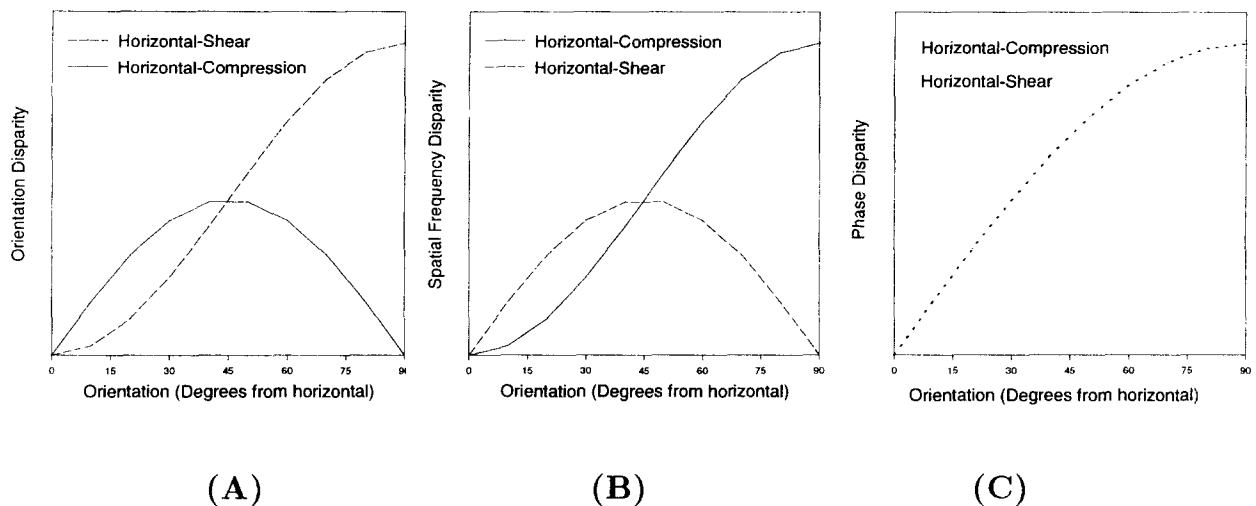 Horizontal-Shear
Horizontal-Compression
Orientation Disparity
0 15 30 45 60 75 90
Orientation (Degrees from horizontal)
(A)
Horizontal-Compression
Horizontal-Shear
Spatial Frequency Disparity
0 15 30 45 60 75 90
Orientation (Degrees from horizontal)
(B)
Horizontal-Compression
Horizontal-Shear
Phase Disparity
0 15 30 45 60 75 90
Orientation (Degrees from horizontal)
(C)